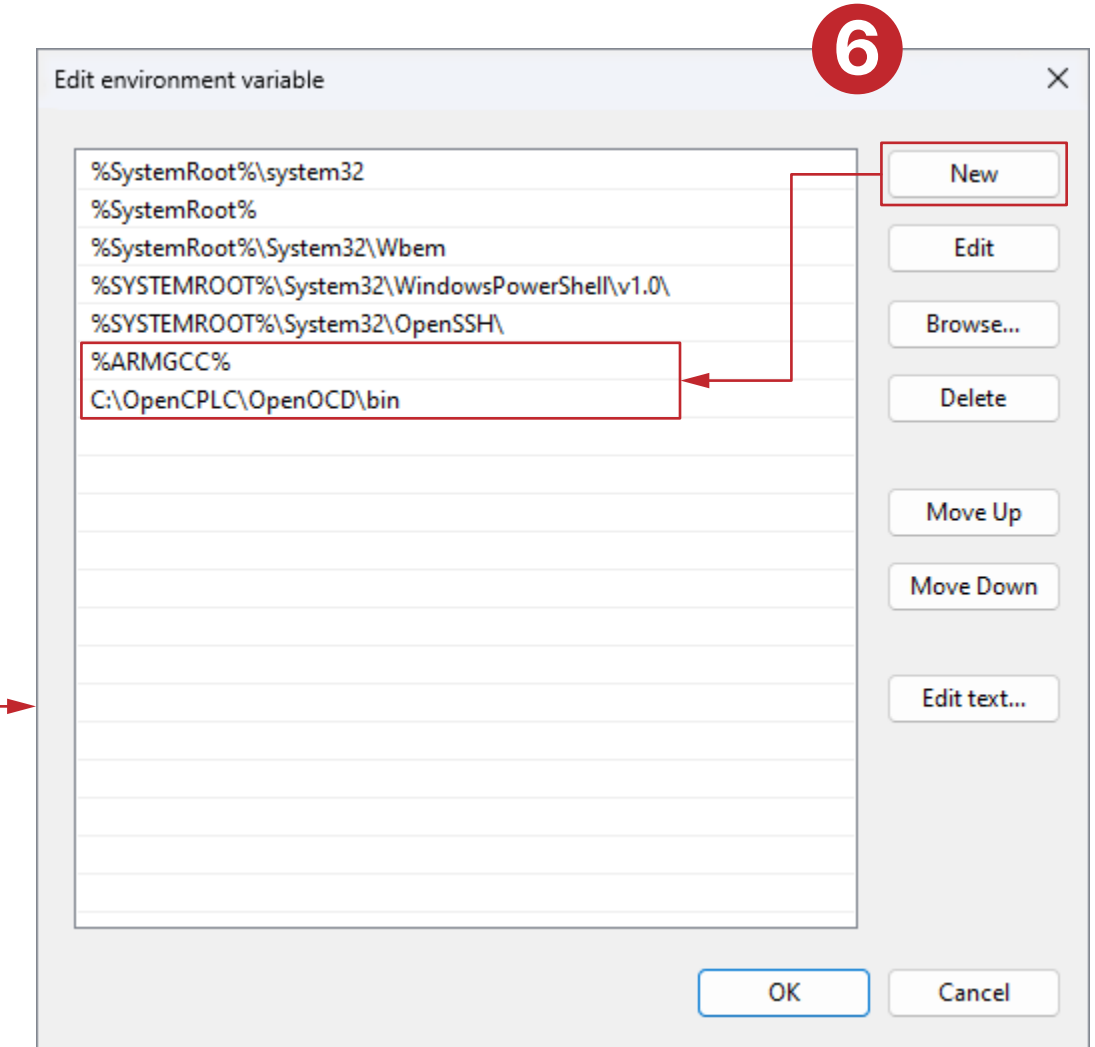 6
Edit environment variable
%SystemRoot%\system32
%SystemRoot%
%SystemRoot%\System32\Wbem
%SYSTEMROOT%\System32\WindowsPowerShell\v1.0\
%SYSTEMROOT%\System32\OpenSSH\
%ARMGCC%
C:\OpenCPLC\OpenOCD\bin
New
Edit
Browse...
Delete
Move Up
Move Down
Edit text...
OK
Cancel